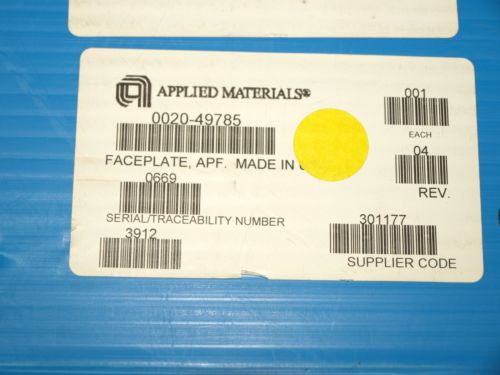 APPLIED MATERIALS®
001
0020-49785
EACH
FACEPLATE, APF. MADE IN
04
0669
REV.
SERIAL/TRACEABILITY NUMBER
301177
3912
SUPPLIER CODE